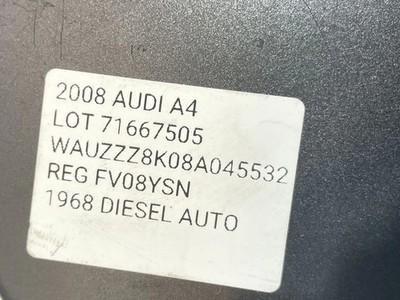 2008 AUDI A4
LOT 71667505
WAUZZZ8K08A045532
REG FV08YSN
1968 DIESEL AUTO